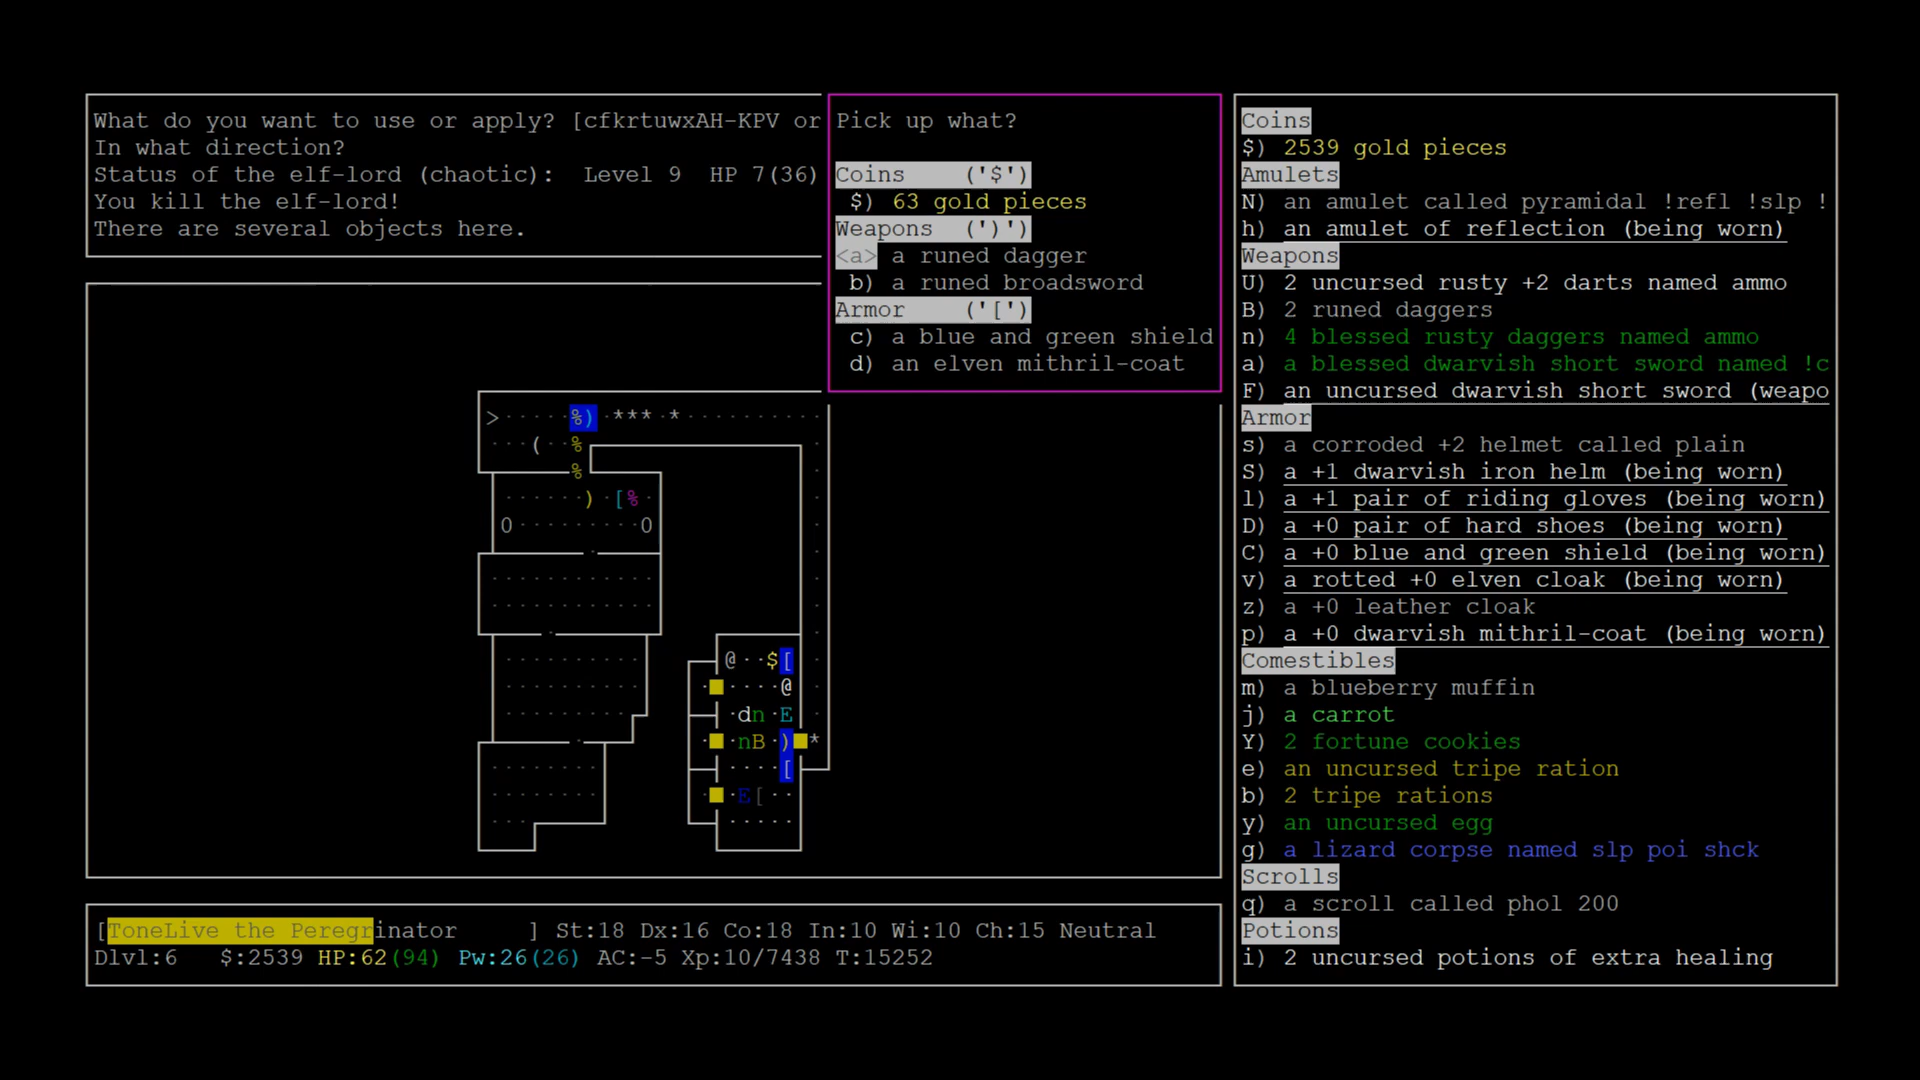 What do you want to use or apply? [cfkrtuwxAH-KPV or
In what direction?
Status of the elf-lord (chaotic):  Level 9  HP 7(36)
You kill the elf-lord!
There are several objects here.
Pick up what?
Coins    ('$')
$) 63 gold pieces
Weapons  (')')
<a> a runed dagger
b) a runed broadsword
Armor    ('[')
c) a blue and green shield
d) an elven mithril-coat
Coins
$) 2539 gold pieces
Amulets
N) an amulet called pyramidal !refl !slp !
h) an amulet of reflection (being worn)
Weapons
U) 2 uncursed rusty +2 darts named ammo
B) 2 runed daggers
n) 4 blessed rusty daggers named ammo
a) a blessed dwarvish short sword named !c
F) an uncursed dwarvish short sword (weapo
Armor
s) a corroded +2 helmet called plain
S) a +1 dwarvish iron helm (being worn)
l) a +1 pair of riding gloves (being worn)
D) a +0 pair of hard shoes (being worn)
C) a +0 blue and green shield (being worn)
v) a rotted +0 elven cloak (being worn)
z) a +0 leather cloak
p) a +0 dwarvish mithril-coat (being worn)
Comestibles
m) a blueberry muffin
j) a carrot
Y) 2 fortune cookies
e) an uncursed tripe ration
b) 2 tripe rations
y) an uncursed egg
g) a lizard corpse named slp poi shck
Scrolls
q) a scroll called phol 200
Potions
i) 2 uncursed potions of extra healing
>·····%) *** *··········
···( %
%
······) ·[%·
0·········0
@··$[
····@
·dn·E
·nB·)*
····[
·E[··
[ToneLive the Peregrinator     ] St:18 Dx:16 Co:18 In:10 Wi:10 Ch:15 Neutral
Dlvl:6   $:2539 HP:62(94) Pw:26(26) AC:-5 Xp:10/7438 T:15252